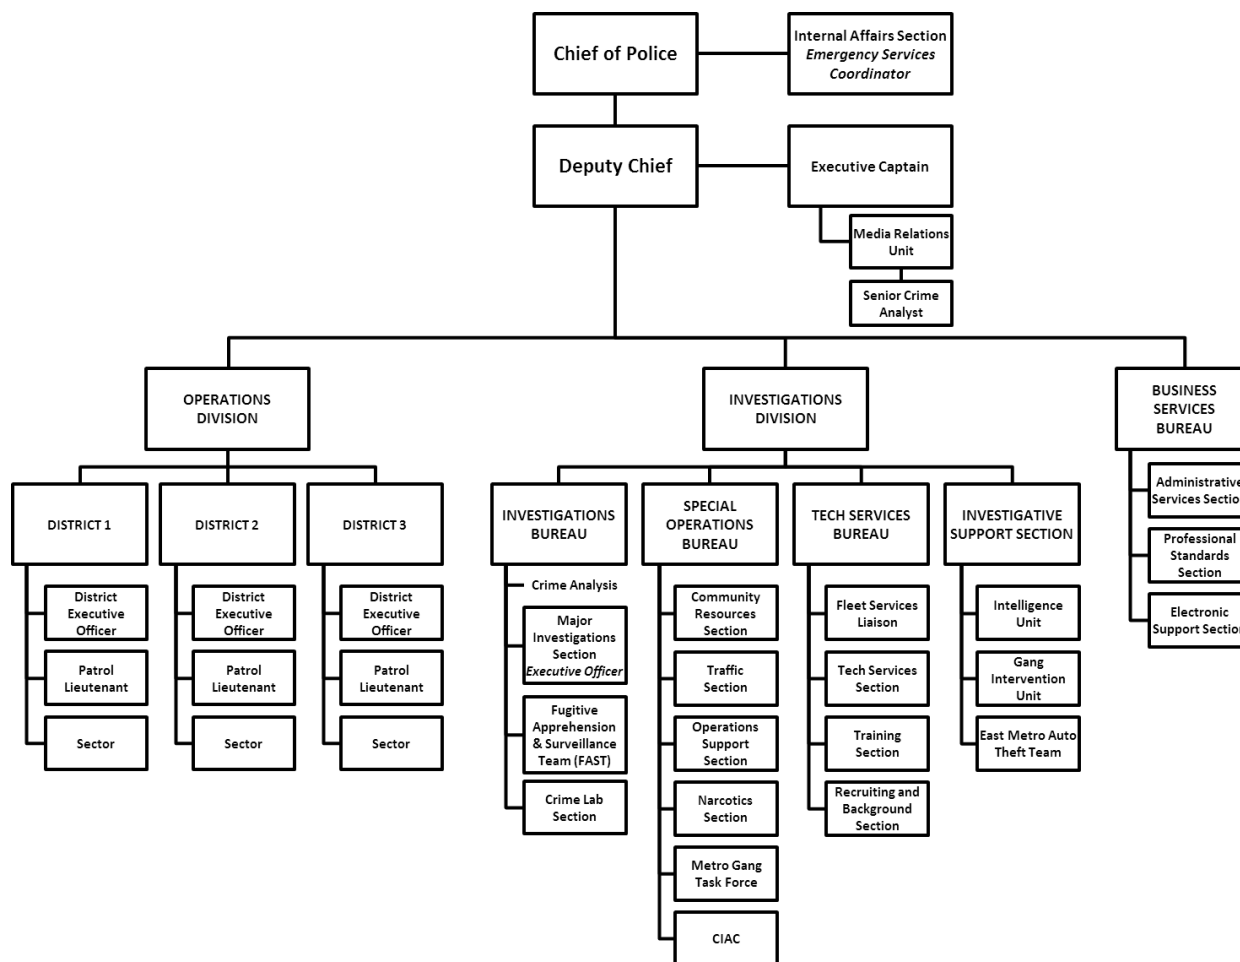 Chief of Police
Internal Affairs Section
Emergency Services
Coordinator
Deputy Chief
Executive Captain
Media Relations
Unit
Senior Crime
Analyst
OPERATIONS
DIVISION
INVESTIGATIONS
DIVISION
BUSINESS
SERVICES
BUREAU
DISTRICT 1
District
Executive
Officer
Patrol
Lieutenant
Sector
DISTRICT 2
District
Executive
Officer
Patrol
Lieutenant
Sector
DISTRICT 3
District
Executive
Officer
Patrol
Lieutenant
Sector
INVESTIGATIONS
BUREAU
Crime Analysis
Major
Investigations
Section
Executive Officer
Fugitive
Apprehension
& Surveillance
Team (FAST)
Crime Lab
Section
SPECIAL
OPERATIONS
BUREAU
Community
Resources
Section
Traffic
Section
Operations
Support
Section
Narcotics
Section
Metro Gang
Task Force
CIAC
TECH SERVICES
BUREAU
Fleet Services
Liaison
Tech Services
Section
Training
Section
Recruiting and
Background
Section
INVESTIGATIVE
SUPPORT SECTION
Intelligence
Unit
Gang
Intervention
Unit
East Metro Auto
Theft Team
Administrative
Services Section
Professional
Standards
Section
Electronic
Support Section